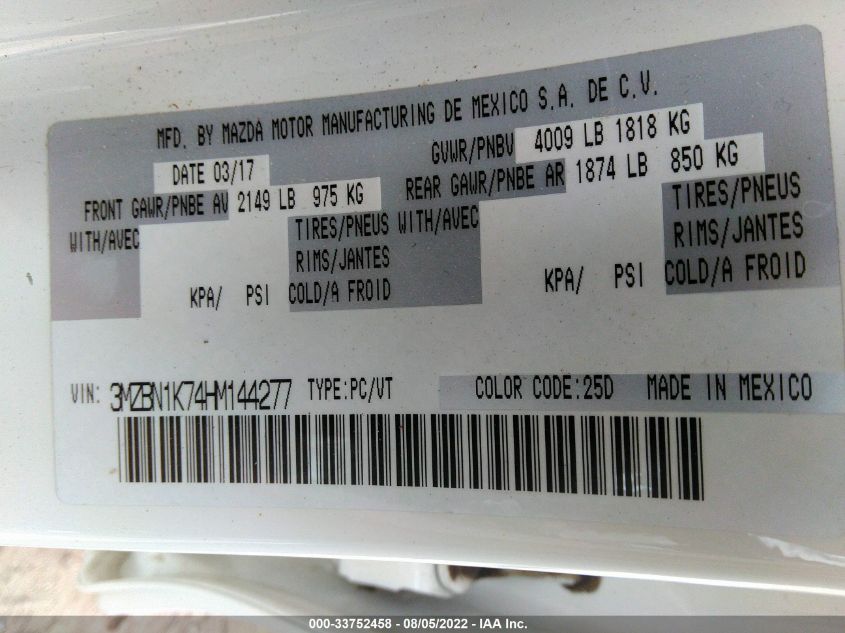 MFD. BY MAZDA MOTOR MANUFACTURING DE MEXICO S.A. DE C.V.
DATE 03/17 GVWR/PNBV 4009 LB 1818 KG
FRONT GAWR/PNBE AV 2149 LB 975 KG REAR GAWR/PNBE AR 1874 LB 850 KG
WITH/AVEC TIRES/PNEUS WITH/AVEC TIRES/PNEUS
RIMS/JANTES RIMS/JANTES
KPA/ PSI COLD/A FROID KPA/ PSI COLD/A FROID
VIN: 3MZBN1K74HM144277 TYPE:PC/VT COLOR CODE:25D MADE IN MEXICO
000-33752458 - 08/05/2022 - IAA Inc.